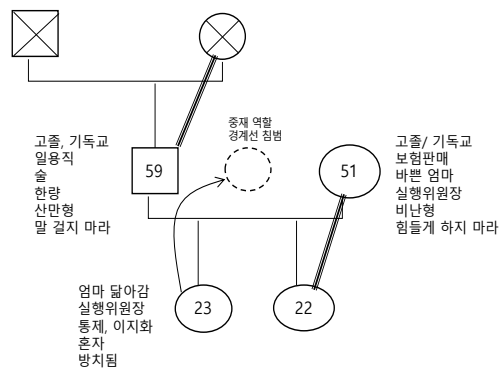 중재 역할
경계선 침범
고졸, 기독교
일용직
술
한량
산만형
말 걸지 마라
59
51
고졸/ 기독교
보험판매
바쁜 엄마
실행위원장
비난형
힘들게 하지 마라
엄마 닮아감
실행위원장
통제, 이지화
혼자
방치됨
23
22